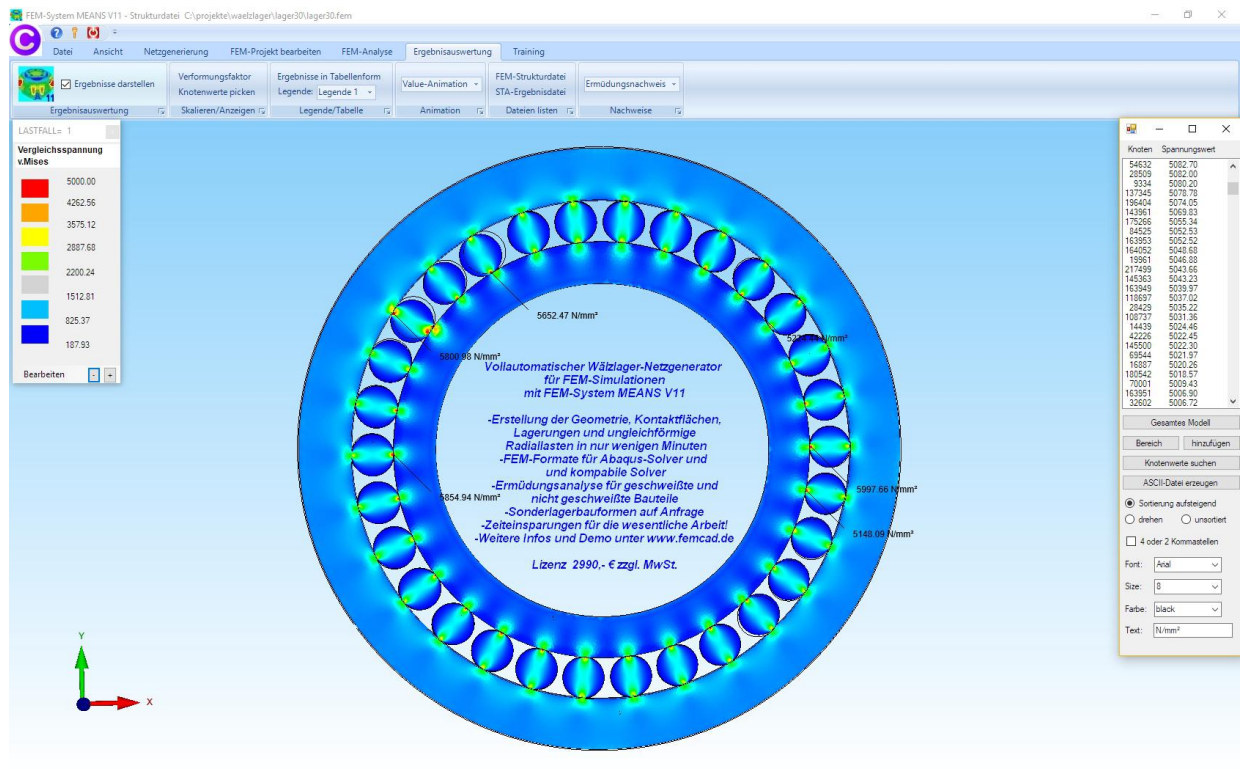 FEM-System MEANS V11 - Strukturdatei C:\projekte\waelzlager\lager30\lager30.fem
Datei Ansicht Netzgenerierung FEM-Projekt bearbeiten FEM-Analyse Ergebnisauswertung Training
Ergebnisse darstellen
11
Ergebnisauswertung
Verformungsfaktor
Knotenwerte picken
Skalieren/Anzeigen
Ergebnisse in Tabellenform
Legende: Legende 1
Legende/Tabelle
Value-Animation
Animation
FEM-Strukturdatei
STA-Ergebnisdatei
Dateien listen
Ermüdungsnachweis
Nachweise
LASTFALL= 1
Vergleichsspannung
v.Mises
5000.00
4262.56
3575.12
2887.68
2200.24
1512.81
825.37
187.93
Bearbeiten - +
5652.47 N/mm²
5800.98 N/mm²
N/mm²
5854.94 N/mm²
5997.66 N/mm²
5148.09 N/mm²
Vollautomatischer Wälzlager-Netzgenerator
für FEM-Simulationen
mit FEM-System MEANS V11
-Erstellung der Geometrie, Kontaktflächen,
Lagerungen und ungleichförmige
Radiallasten in nur wenigen Minuten
-FEM-Formate für Abaqus-Solver und
und kompabile Solver
-Ermüdungsanalyse für geschweißte und
nicht geschweißte Bauteile
-Sonderlagerbauformen auf Anfrage
-Zeiteinsparungen für die wesentliche Arbeit!
-Weitere Infos und Demo unter www.femcad.de
Lizenz 2990,- € zzgl. MwSt.
Y
X
Knoten Spannungswert
54632 5082.70
28509 5082.00
9334 5080.20
137345 5078.78
196404 5074.05
143961 5069.83
175266 5055.34
84525 5052.53
163953 5052.52
164052 5048.68
19961 5046.88
217499 5043.66
145363 5043.23
163949 5039.97
118697 5037.02
28429 5035.22
108737 5031.36
14439 5024.46
42226 5022.45
145500 5022.30
69544 5021.97
16887 5020.26
180542 5018.57
70001 5009.43
163951 5006.90
32602 5006.72
Gesamtes Modell
Bereich hinzufügen
Knotenwerte suchen
ASCII-Datei erzeugen
Sortierung aufsteigend
drehen unsortiert
4 oder 2 Kommastellen
Font: Arial
Size: 8
Farbe: black
Text: N/mm²